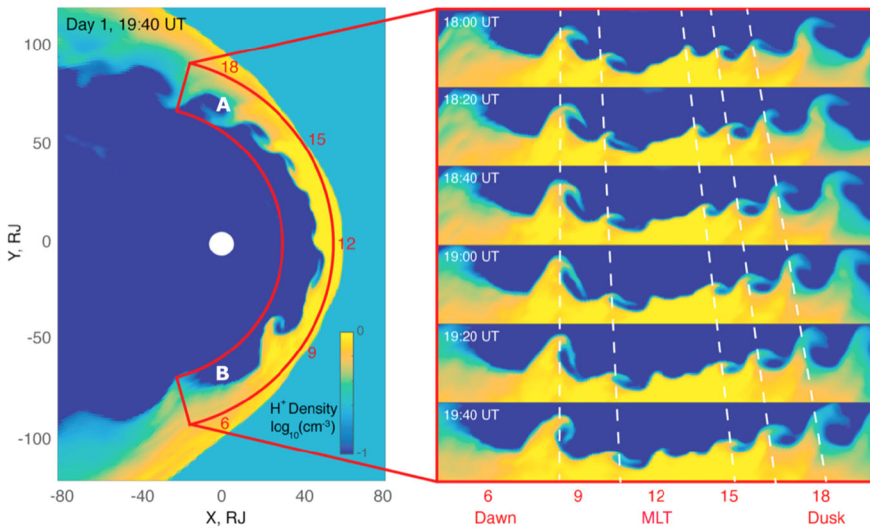 Day 1, 19:40 UT
100
50
0
-50
-100
Y, RJ
-80
-40
0
40
80
X, RJ
A
B
18
15
12
9
6
0
-1
H+ Density
log10(cm-3)
18:00 UT
18:20 UT
18:40 UT
19:00 UT
19:20 UT
19:40 UT
6 9 12 15 18
Dawn MLT Dusk